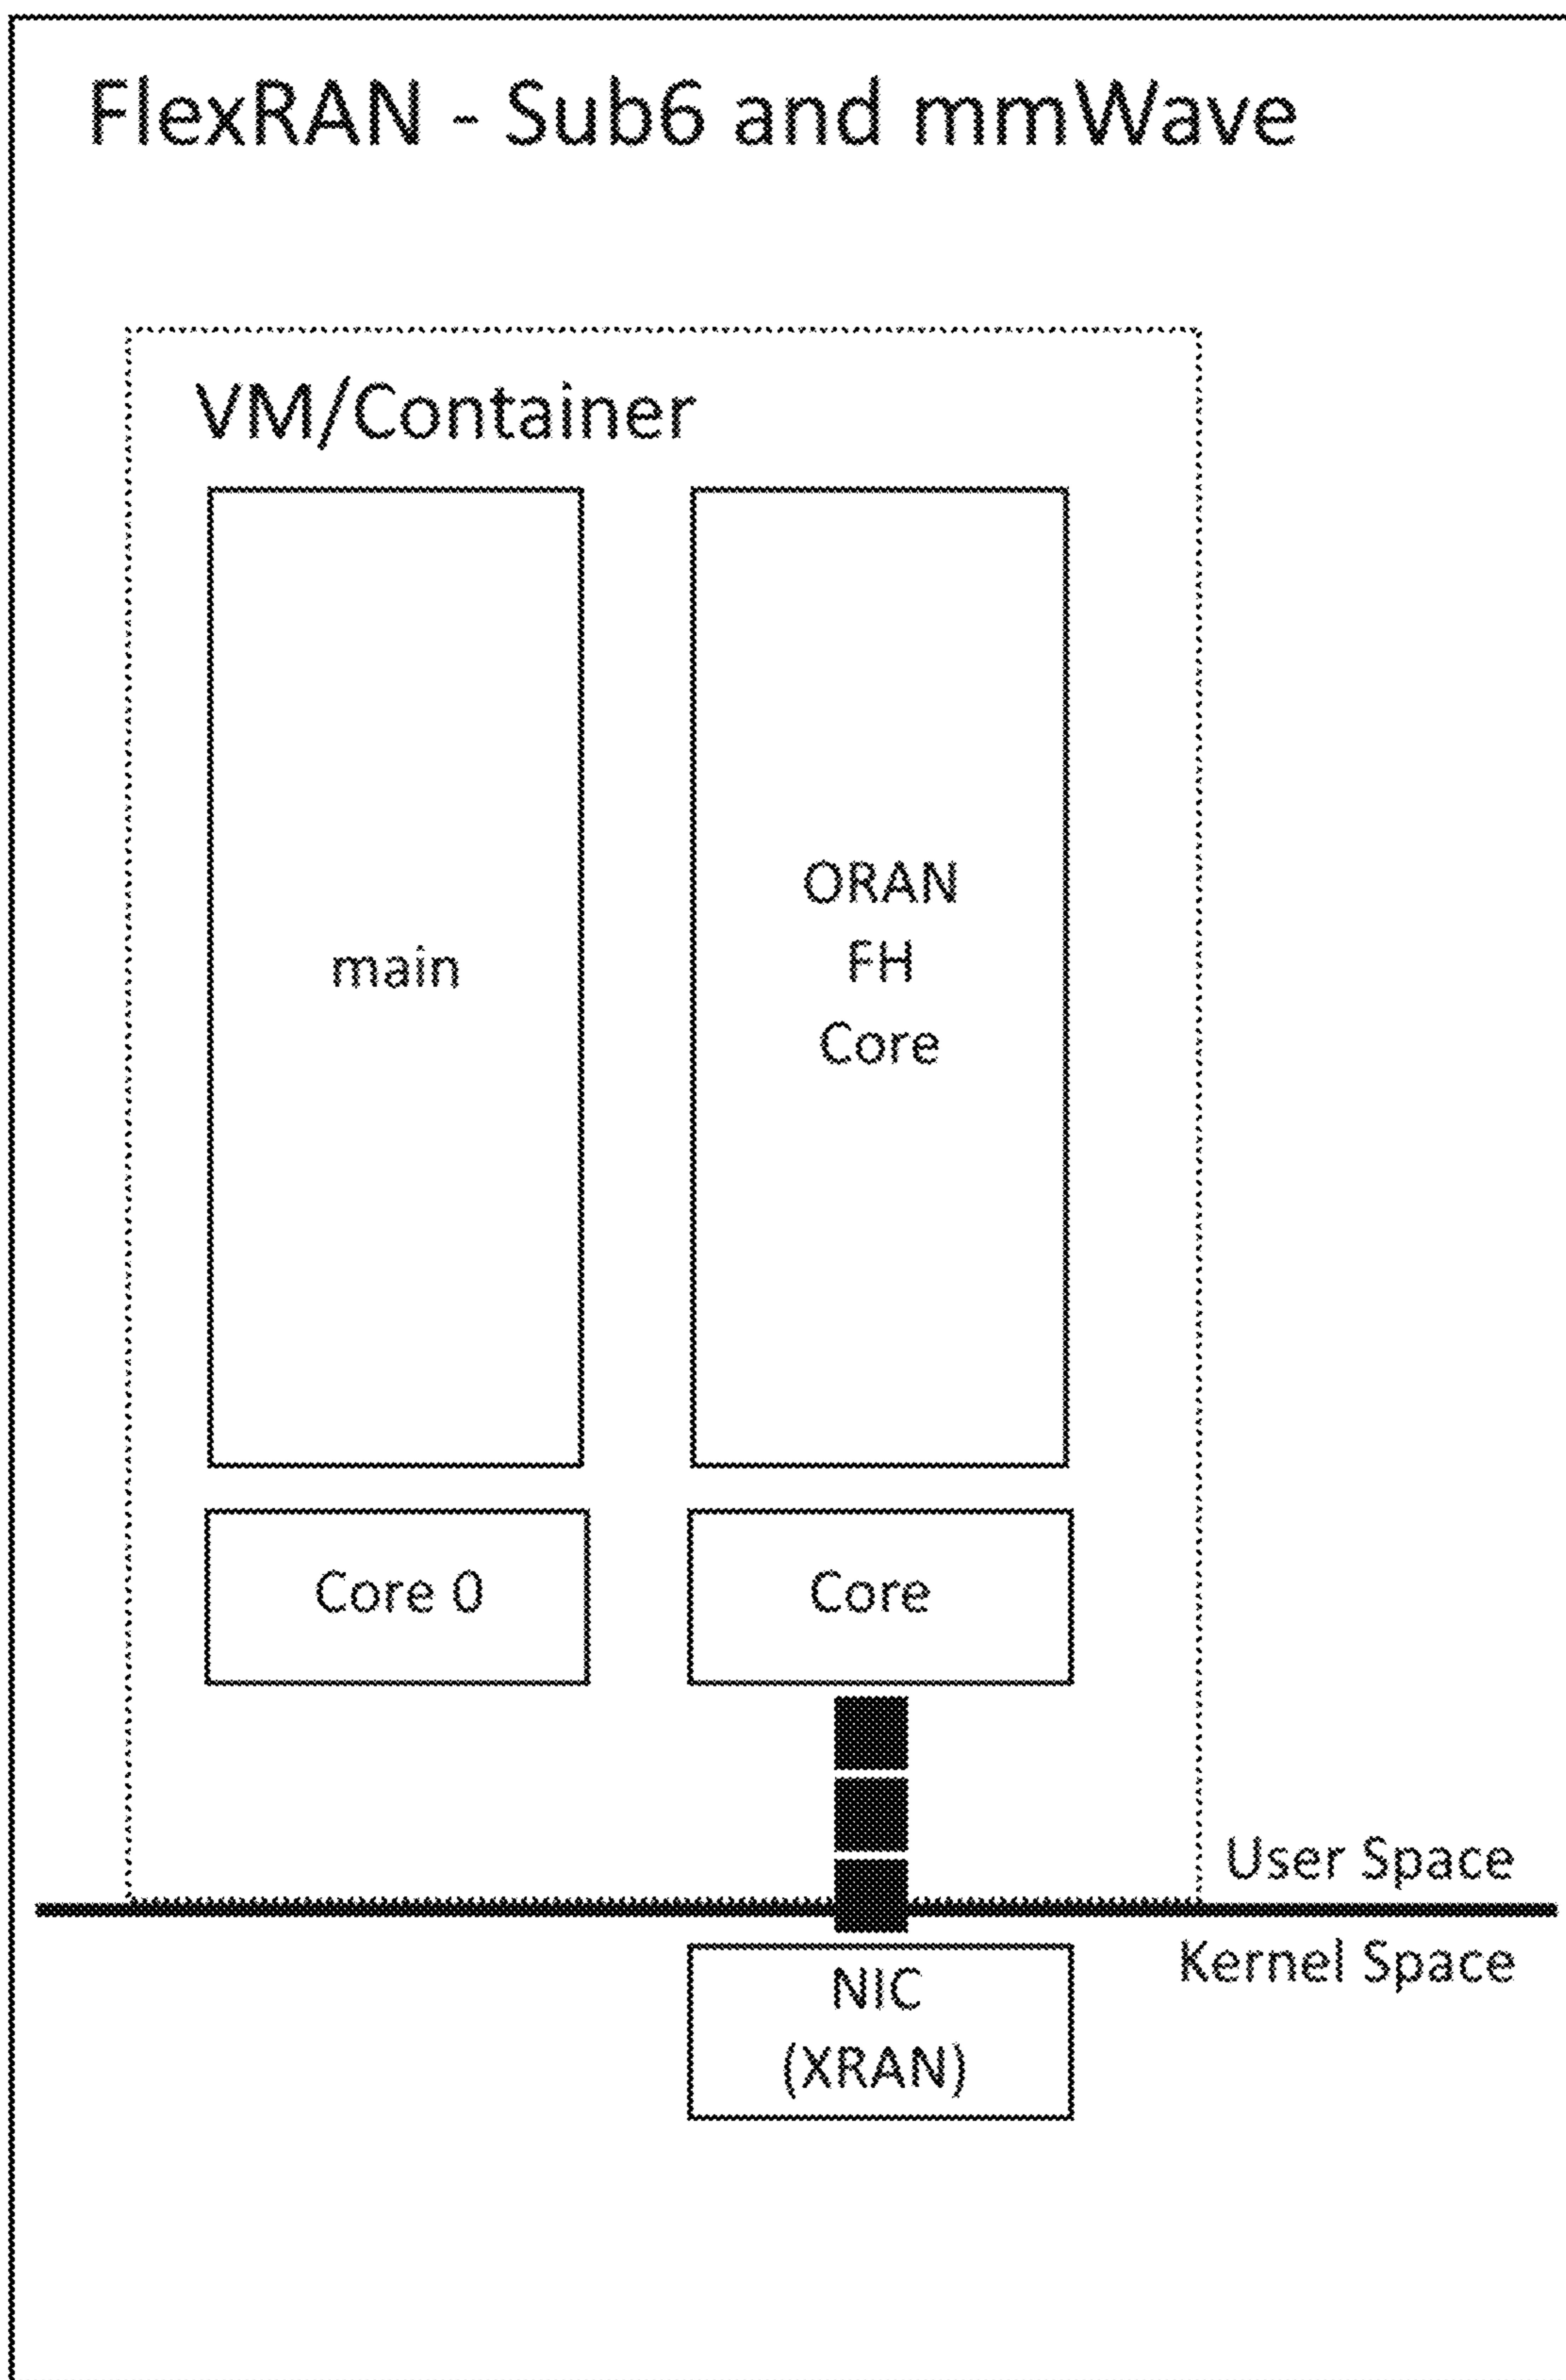 FlexRAN - Sub6 and mmWave
VM/Container
main
ORAN
FH
Core
Core 0
Core
User Space
Kernel Space
NIC
(XRAN)